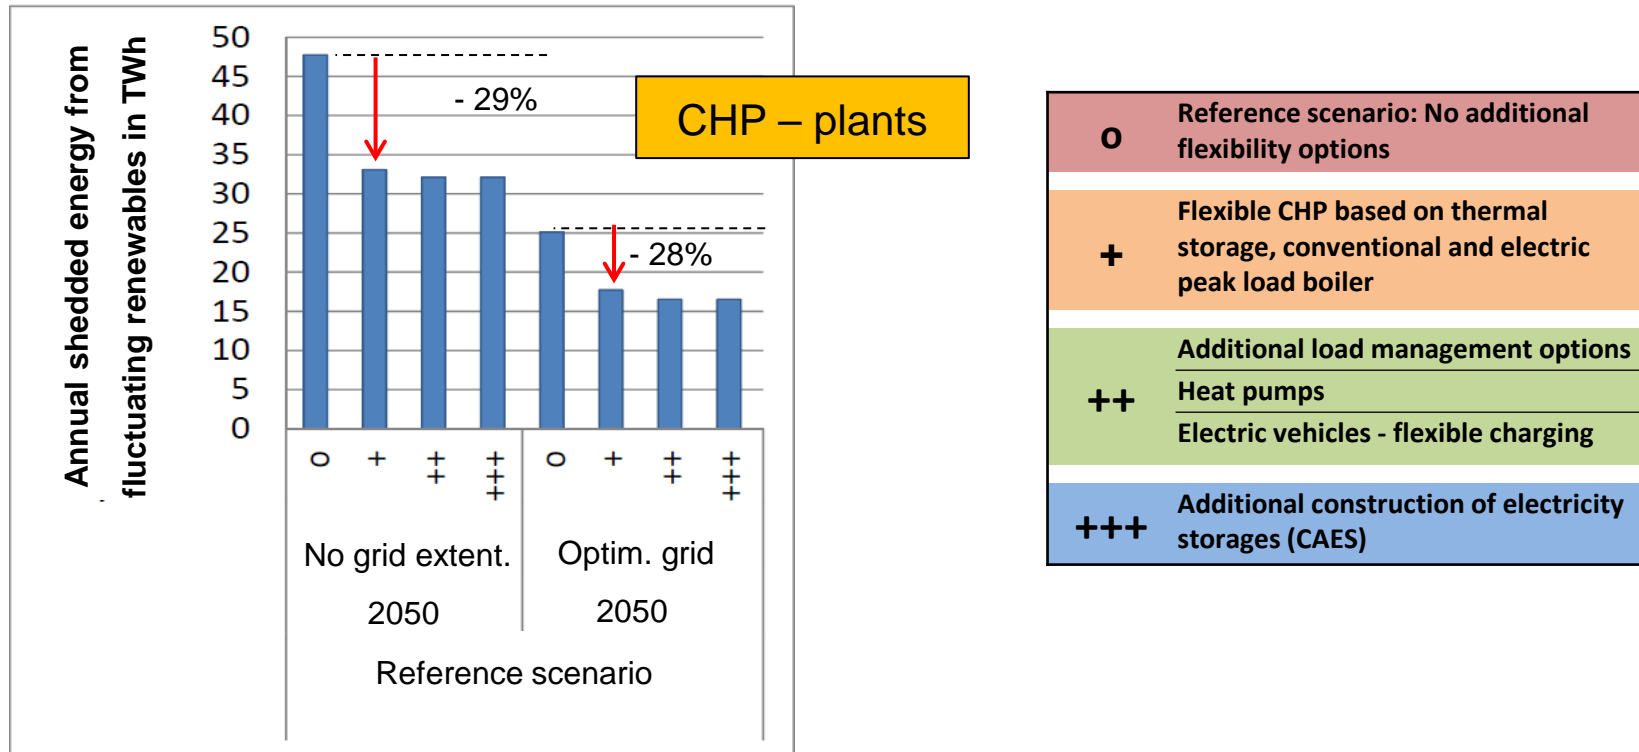 Annual shedded energy from
fluctuating renewables in TWh
50
45
40
35
30
25
20
15
10
5
0
- 29%
- 28%
CHP – plants
o
+
++
+++
o
+
++
+++
No grid extent.
2050
Optim. grid
2050
Reference scenario
o
Reference scenario: No additional
flexibility options
+
Flexible CHP based on thermal
storage, conventional and electric
peak load boiler
++
Additional load management options
Heat pumps
Electric vehicles - flexible charging
+++
Additional construction of electricity
storages (CAES)